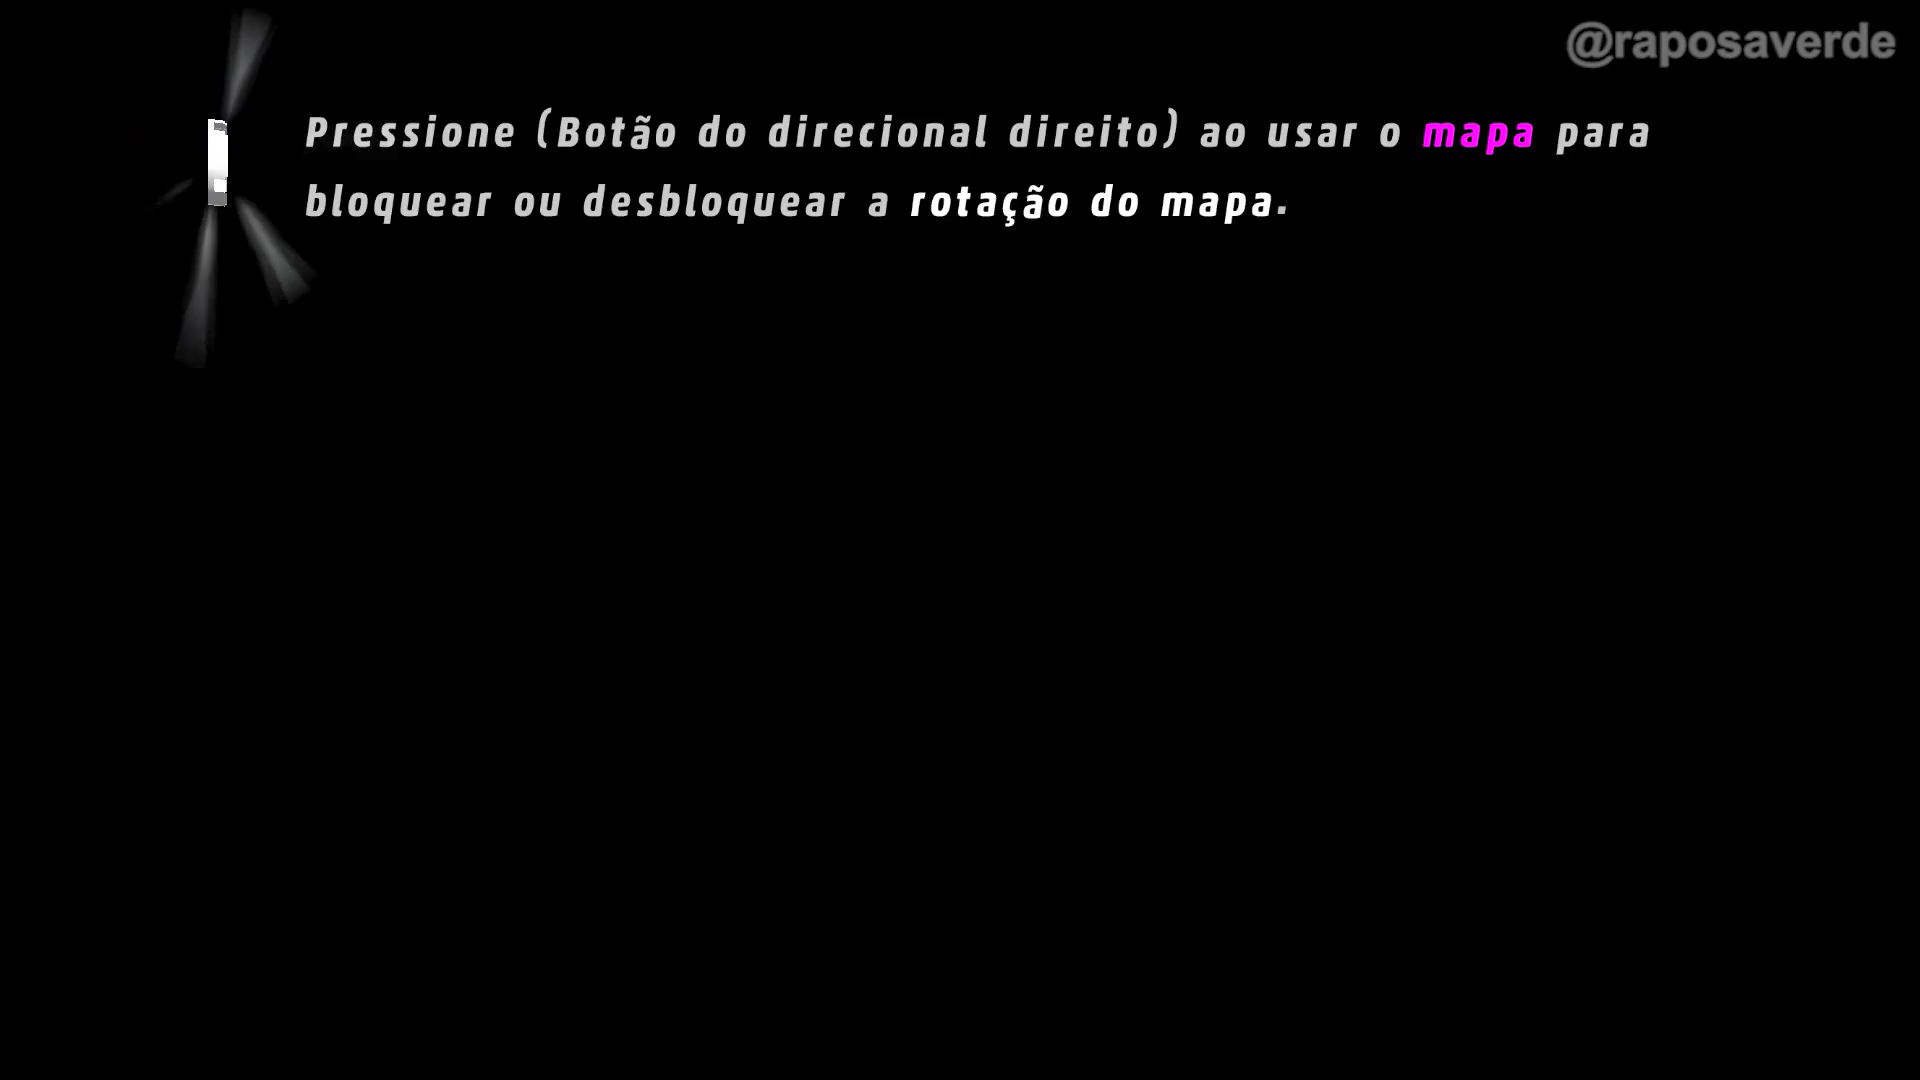 @raposaverde
Pressione (Botão do direcional direito) ao usar o mapa para
bloquear ou desbloquear a rotação do mapa.